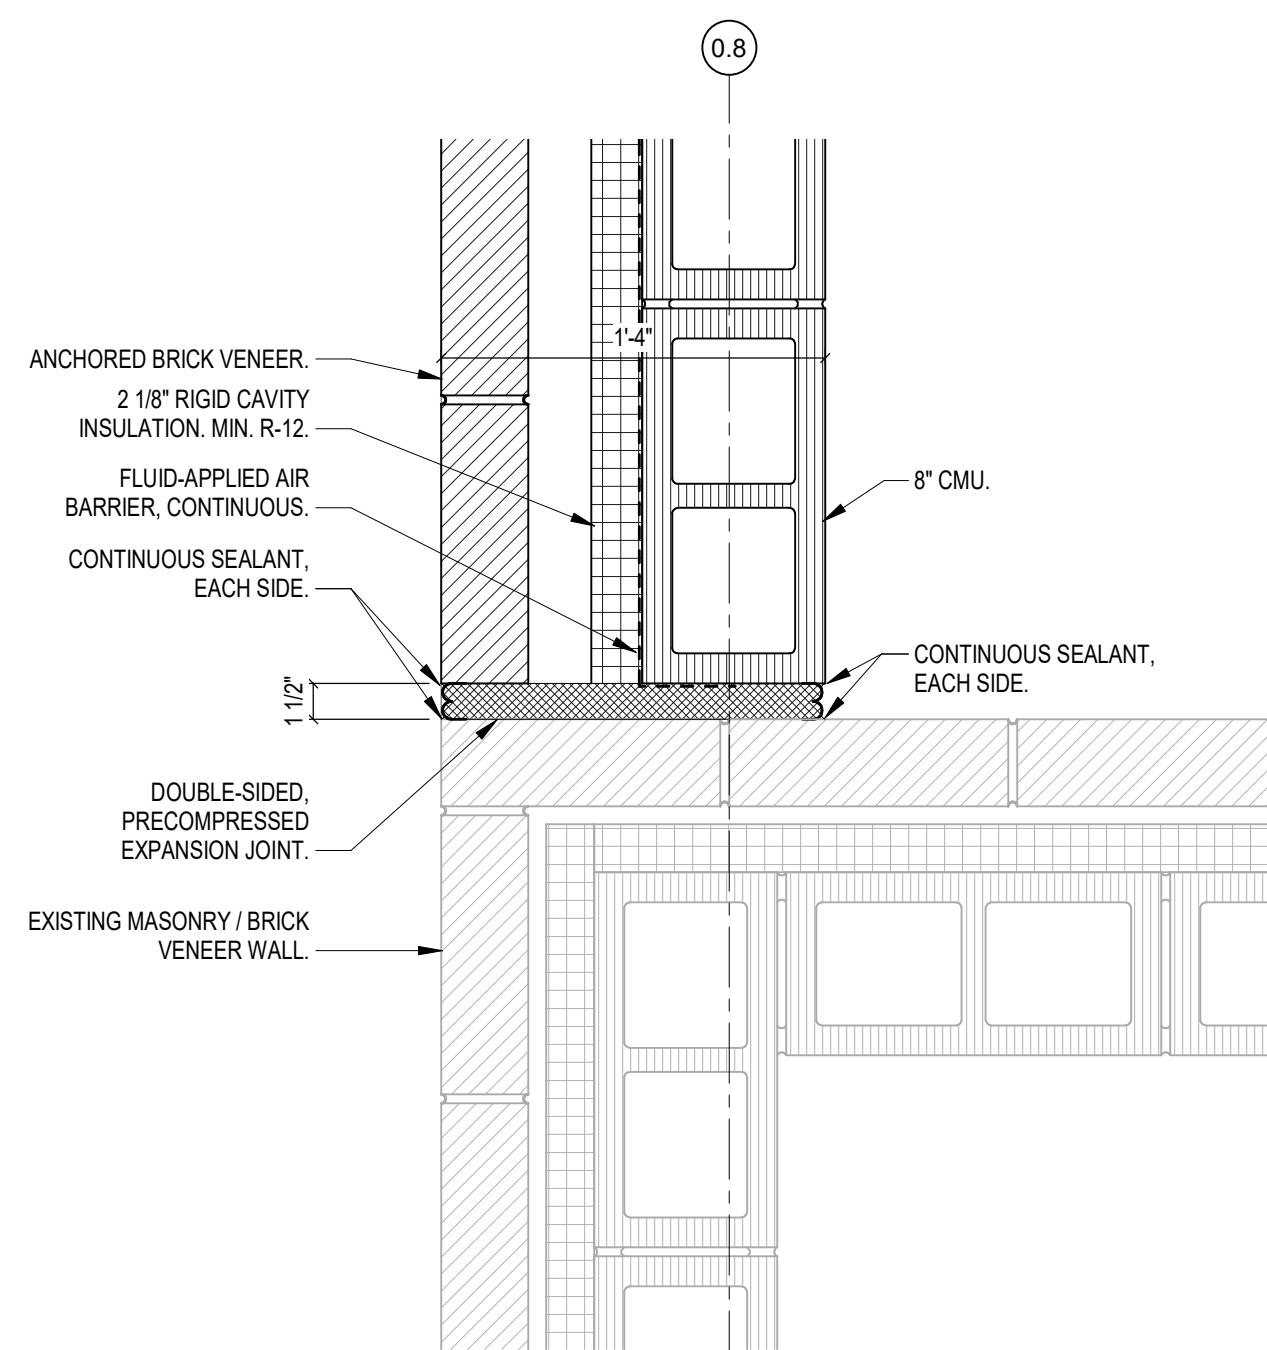 0.8
1'-4"
ANCHORED BRICK VENEER.
2 1/8" RIGID CAVITY
INSULATION. MIN. R-12.
FLUID-APPLIED AIR
BARRIER, CONTINUOUS.
8" CMU.
CONTINUOUS SEALANT,
EACH SIDE.
CONTINUOUS SEALANT,
EACH SIDE.
1 1/2"
DOUBLE-SIDED,
PRECOMPRESSED
EXPANSION JOINT.
EXISTING MASONRY / BRICK
VENEER WALL.